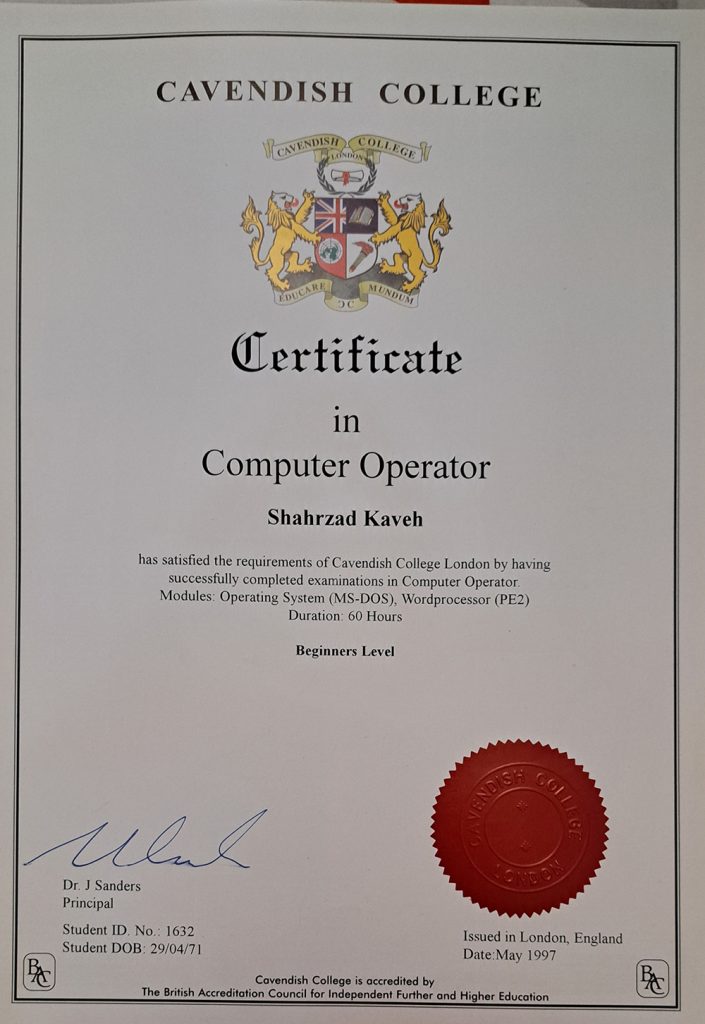 CAVENDISH COLLEGE
CAVENDISH COLLEGE
LONDON
EDUCARE CC MUNDUM
Certificate
in
Computer Operator
Shahrzad Kaveh
has satisfied the requirements of Cavendish College London by having
successfully completed examinations in Computer Operator.
Modules: Operating System (MS-DOS), Wordprocessor (PE2)
Duration: 60 Hours
Beginners Level
CAVENDISH COLLEGE
LONDON
Dr. J Sanders
Principal
Student ID. No.: 1632
Student DOB: 29/04/71
Issued in London, England
Date:May 1997
BAC
Cavendish College is accredited by
The British Accreditation Council for Independent Further and Higher Education
BAC